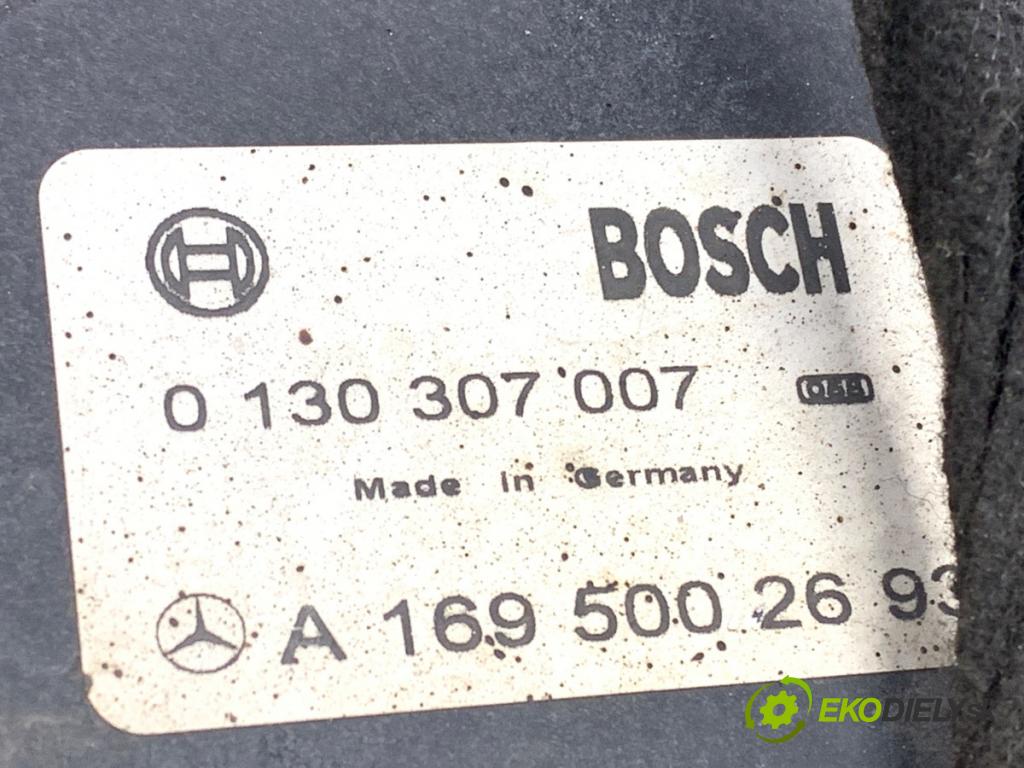 BOSCH
0 130 307 007
Made in Germany
A 169 500 26 93
EKODIELY